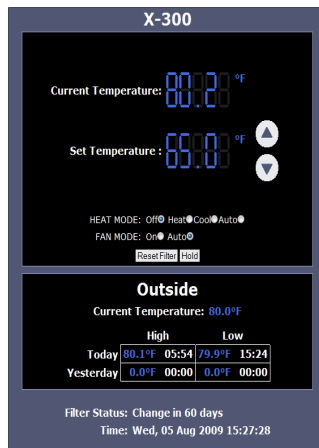 X-300
Current Temperature: 80.2 °F
Set Temperature : 65.0 °F
HEAT MODE: Off Heat Cool Auto
FAN MODE: On Auto
Reset Filter Hold
Outside
Current Temperature: 80.0°F
High Low
Today 80.1°F 05:54 79.9°F 15:24
Yesterday 0.0°F 00:00 0.0°F 00:00
Filter Status: Change in 60 days
Time: Wed, 05 Aug 2009 15:27:28